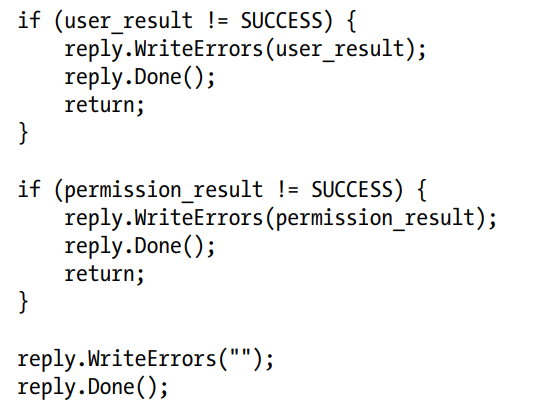 if (user_result != SUCCESS) {
    reply.WriteErrors(user_result);
    reply.Done();
    return;
}

if (permission_result != SUCCESS) {
    reply.WriteErrors(permission_result);
    reply.Done();
    return;
}

reply.WriteErrors("");
reply.Done();